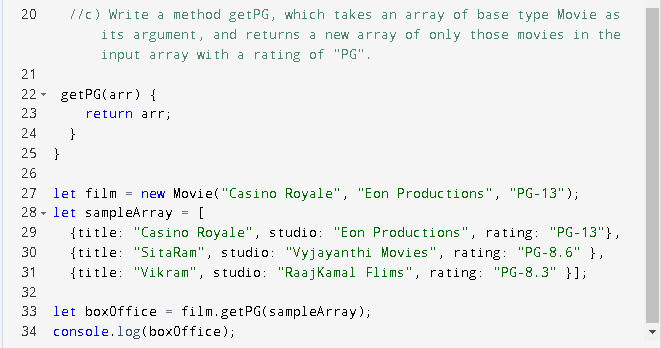 20 //c) Write a method getPG, which takes an array of base type Movie as
its argument, and returns a new array of only those movies in the
input array with a rating of "PG".
21
22 getPG(arr) {
23 return arr;
24 }
25 }
26
27 let film = new Movie("Casino Royale", "Eon Productions", "PG-13");
28 let sampleArray = [
29 {title: "Casino Royale", studio: "Eon Productions", rating: "PG-13"},
30 {title: "SitaRam", studio: "Vyjayanthi Movies", rating: "PG-8.6" },
31 {title: "Vikram", studio: "RaajKamal Flims", rating: "PG-8.3" }];
32
33 let boxOffice = film.getPG(sampleArray);
34 console.log(boxOffice);